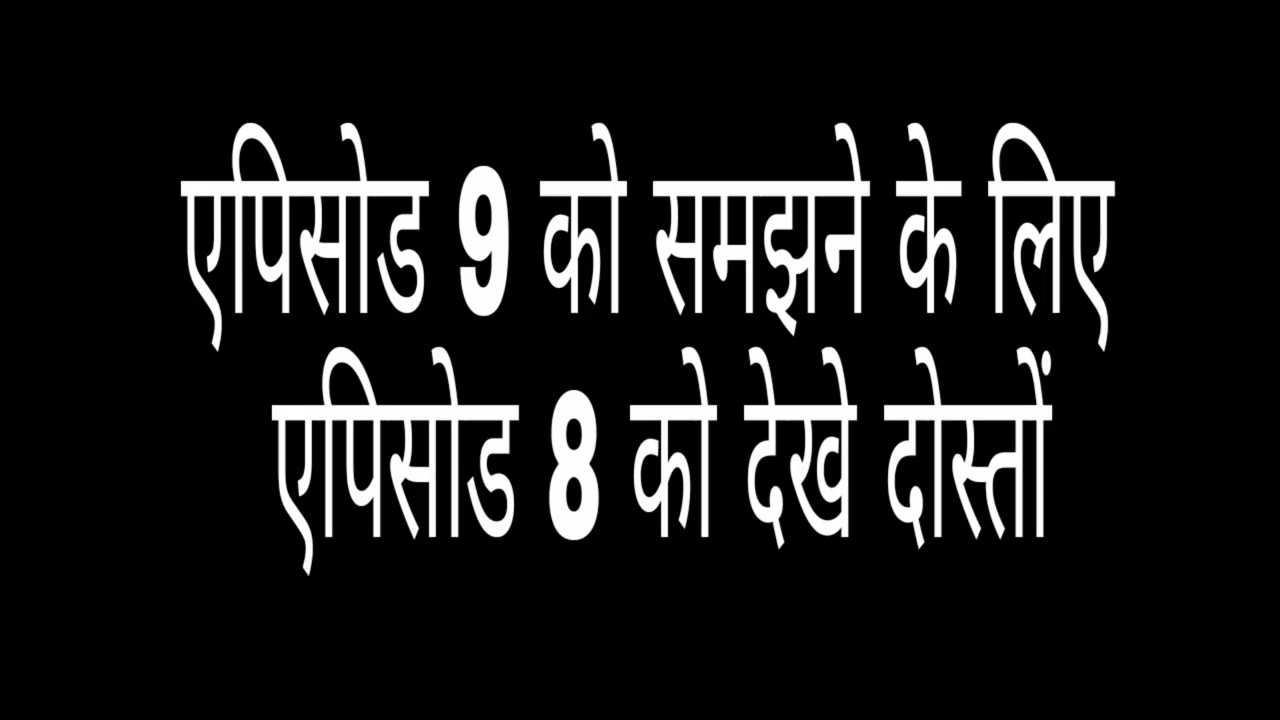 एपिसोड 9 को समझने के लिए
एपिसोड 8 को देखे दोस्तों